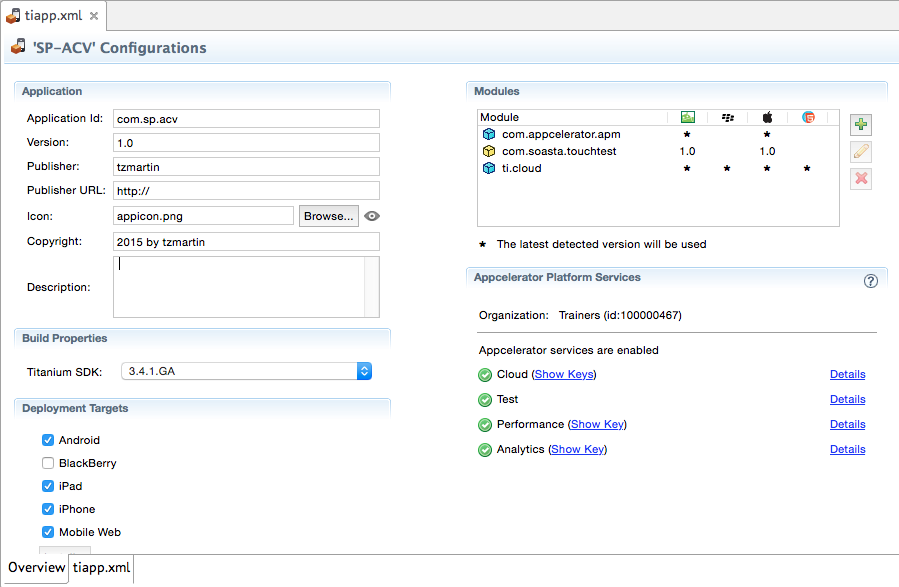 tiapp.xml
'SP-ACV' Configurations
Application
Application Id: com.sp.acv
Version: 1.0
Publisher: tzmartin
Publisher URL: http://
Icon: appicon.png Browse...
Copyright: 2015 by tzmartin
Description:
Build Properties
Titanium SDK: 3.4.1.GA
Deployment Targets
Android
BlackBerry
iPad
iPhone
Mobile Web
Modules
Module
com.appcelerator.apm * *
com.soasta.touchtest 1.0 1.0
ti.cloud * * * *
* The latest detected version will be used
Appcelerator Platform Services
?
Organization: Trainers (id:100000467)
Appcelerator services are enabled
Cloud (Show Keys) Details
Test Details
Performance (Show Key) Details
Analytics (Show Key) Details
Overview tiapp.xml